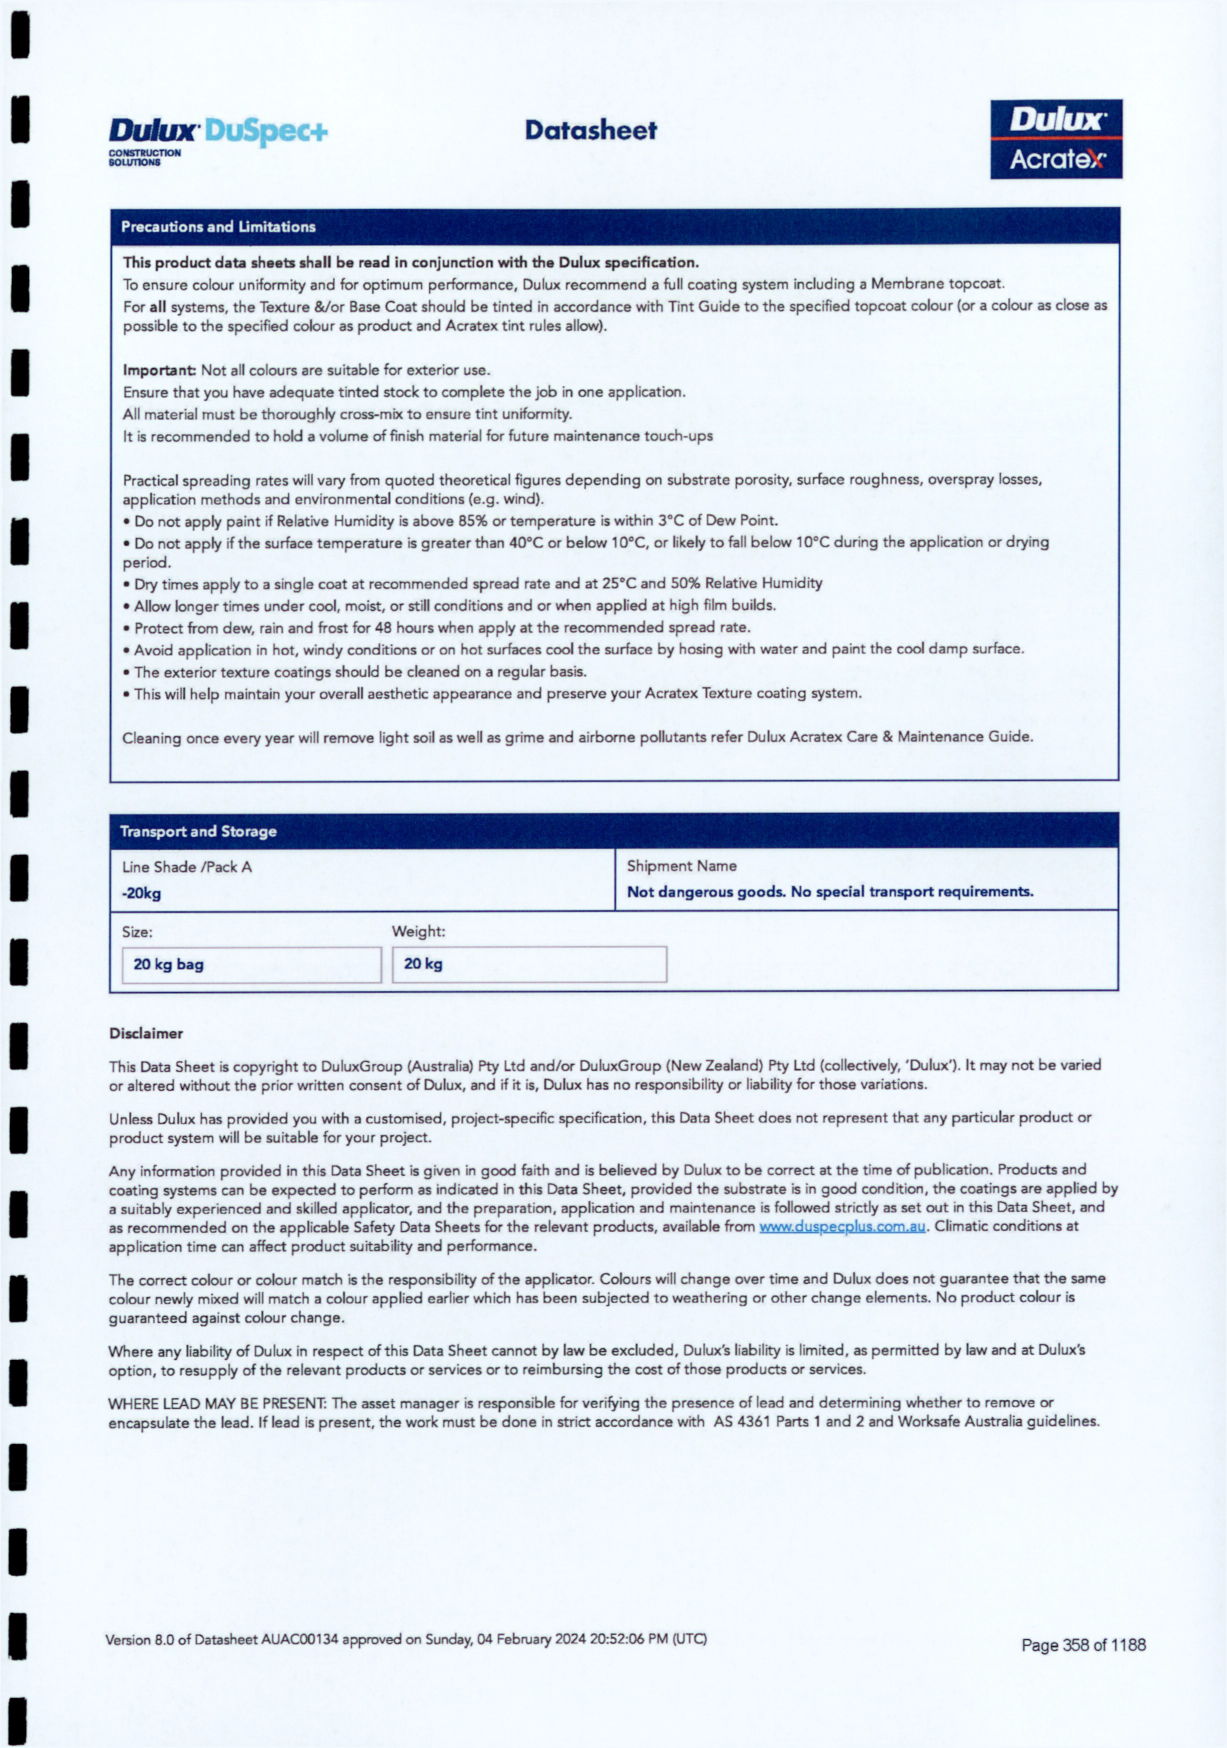 Dulux DuSpec+
CONSTRUCTION
SOLUTIONS
Datasheet
Dulux
Acratex
Precautions and Limitations
This product data sheets shall be read in conjunction with the Dulux specification.
To ensure colour uniformity and for optimum performance, Dulux recommend a full coating system including a Membrane topcoat.
For all systems, the Texture &/or Base Coat should be tinted in accordance with Tint Guide to the specified topcoat colour (or a colour as close as
possible to the specified colour as product and Acratex tint rules allow).
Important: Not all colours are suitable for exterior use.
Ensure that you have adequate tinted stock to complete the job in one application.
All material must be thoroughly cross-mix to ensure tint uniformity.
It is recommended to hold a volume of finish material for future maintenance touch-ups
Practical spreading rates will vary from quoted theoretical figures depending on substrate porosity, surface roughness, overspray losses,
application methods and environmental conditions (e.g. wind).
• Do not apply paint if Relative Humidity is above 85% or temperature is within 3°C of Dew Point.
• Do not apply if the surface temperature is greater than 40°C or below 10°C, or likely to fall below 10°C during the application or drying
period.
• Dry times apply to a single coat at recommended spread rate and at 25°C and 50% Relative Humidity
• Allow longer times under cool, moist, or still conditions and or when applied at high film builds.
• Protect from dew, rain and frost for 48 hours when apply at the recommended spread rate.
• Avoid application in hot, windy conditions or on hot surfaces cool the surface by hosing with water and paint the cool damp surface.
• The exterior texture coatings should be cleaned on a regular basis.
• This will help maintain your overall aesthetic appearance and preserve your Acratex Texture coating system.
Cleaning once every year will remove light soil as well as grime and airborne pollutants refer Dulux Acratex Care & Maintenance Guide.
Transport and Storage
Line Shade /Pack A
-20kg
Shipment Name
Not dangerous goods. No special transport requirements.
Size:
Weight:
20 kg bag
20 kg
Disclaimer
This Data Sheet is copyright to DuluxGroup (Australia) Pty Ltd and/or DuluxGroup (New Zealand) Pty Ltd (collectively, 'Dulux'). It may not be varied
or altered without the prior written consent of Dulux, and if it is, Dulux has no responsibility or liability for those variations.
Unless Dulux has provided you with a customised, project-specific specification, this Data Sheet does not represent that any particular product or
product system will be suitable for your project.
Any information provided in this Data Sheet is given in good faith and is believed by Dulux to be correct at the time of publication. Products and
coating systems can be expected to perform as indicated in this Data Sheet, provided the substrate is in good condition, the coatings are applied by
a suitably experienced and skilled applicator, and the preparation, application and maintenance is followed strictly as set out in this Data Sheet, and
as recommended on the applicable Safety Data Sheets for the relevant products, available from www.duspecplus.com.au. Climatic conditions at
application time can affect product suitability and performance.
The correct colour or colour match is the responsibility of the applicator. Colours will change over time and Dulux does not guarantee that the same
colour newly mixed will match a colour applied earlier which has been subjected to weathering or other change elements. No product colour is
guaranteed against colour change.
Where any liability of Dulux in respect of this Data Sheet cannot by law be excluded, Dulux's liability is limited, as permitted by law and at Dulux's
option, to resupply of the relevant products or services or to reimbursing the cost of those products or services.
WHERE LEAD MAY BE PRESENT: The asset manager is responsible for verifying the presence of lead and determining whether to remove or
encapsulate the lead. If lead is present, the work must be done in strict accordance with AS 4361 Parts 1 and 2 and Worksafe Australia guidelines.
Version 8.0 of Datasheet AUAC00134 approved on Sunday, 04 February 2024 20:52:06 PM (UTC)
Page 358 of 1188